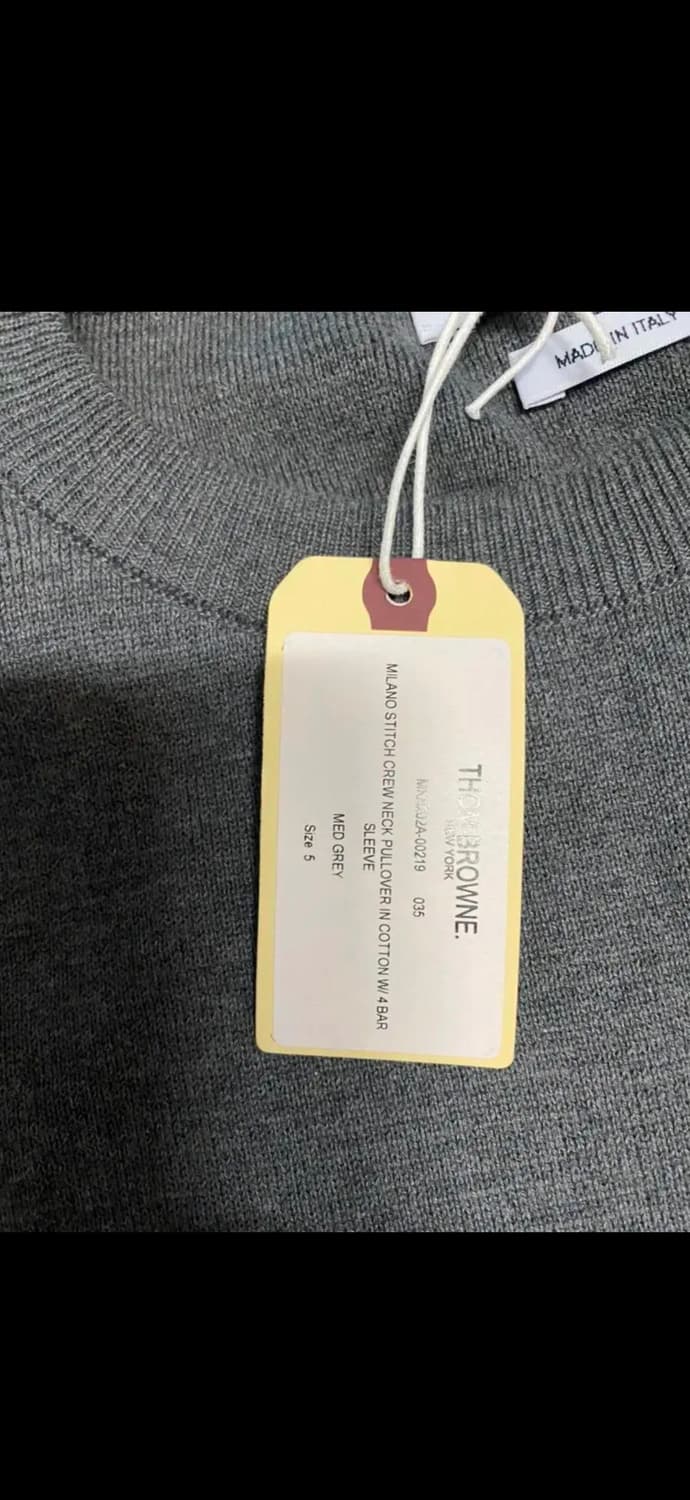 MADE IN ITALY
THOM BROWNE.
NEW YORK
035
MILANO STITCH CREW NECK PULLOVER IN COTTON W/ 4 BAR
SLEEVE
MED GREY
Size 5